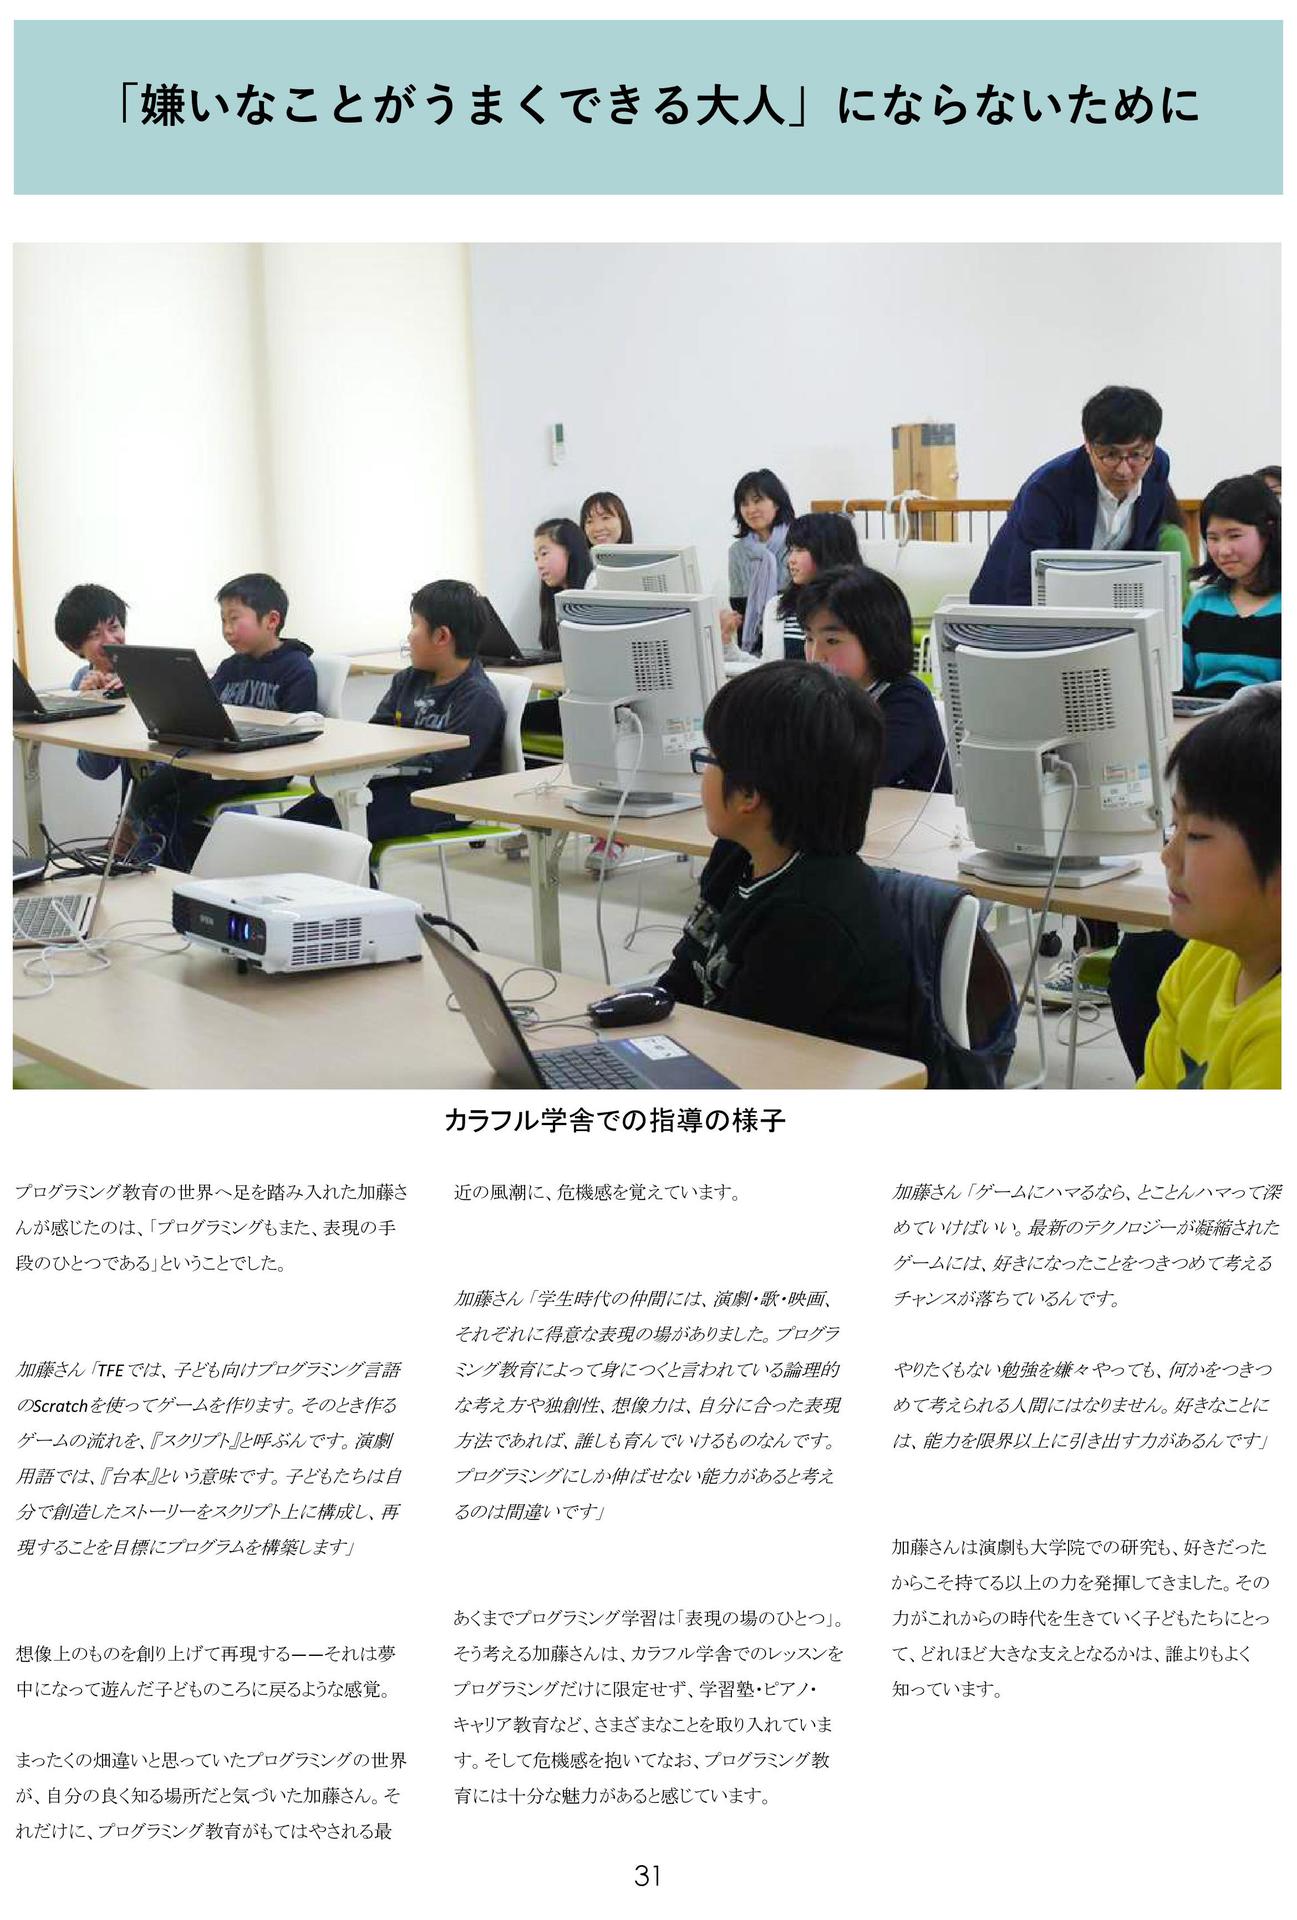 「嫌いなことがうまくできる大人」にならないために
NEW YORK
EPSON
カラフル学舎での指導の様子
プログラミング教育の世界へ足を踏み入れた加藤さ
んが感じたのは、「プログラミングもまた、表現の手
段のひとつである」ということでした。
加藤さん「TFEでは、子ども向けプログラミング言語
のScratchを使ってゲームを作ります。そのとき作る
ゲームの流れを、『スクリプト』と呼ぶんです。演劇
用語では、『台本』という意味です。子どもたちは自
分で創造したストーリーをスクリプト上に構成し、再
現することを目標にプログラムを構築します」
想像上のものを創り上げて再現する――それは夢
中になって遊んだ子どものころに戻るような感覚。
まったくの畑違いと思っていたプログラミングの世界
が、自分の良く知る場所だと気づいた加藤さん。そ
れだけに、プログラミング教育がもてはやされる最
近の風潮に、危機感を覚えています。
加藤さん「学生時代の仲間には、演劇・歌・映画、
それぞれに得意な表現の場がありました。プログラ
ミング教育によって身につくと言われている論理的
な考え方や独創性、想像力は、自分に合った表現
方法であれば、誰しも育んでいけるものなんです。
プログラミングにしか伸ばせない能力があると考え
るのは間違いです」
あくまでプログラミング学習は「表現の場のひとつ」。
そう考える加藤さんは、カラフル学舎でのレッスンを
プログラミングだけに限定せず、学習塾・ピアノ・
キャリア教育など、さまざまなことを取り入れていま
す。そして危機感を抱いてなお、プログラミング教
育には十分な魅力があると感じています。
加藤さん「ゲームにハマるなら、とことんハマって深
めていけばいい。最新のテクノロジーが凝縮された
ゲームには、好きになったことをつきつめて考える
チャンスが落ちているんです。
やりたくもない勉強を嫌々やっても、何かをつきつ
めて考えられる人間にはなりません。好きなことに
は、能力を限界以上に引き出す力があるんです」
加藤さんは演劇も大学院での研究も、好きだった
からこそ持てる以上の力を発揮してきました。その
力がこれからの時代を生きていく子どもたちにとっ
て、どれほど大きな支えとなるかは、誰よりもよく
知っています。
31